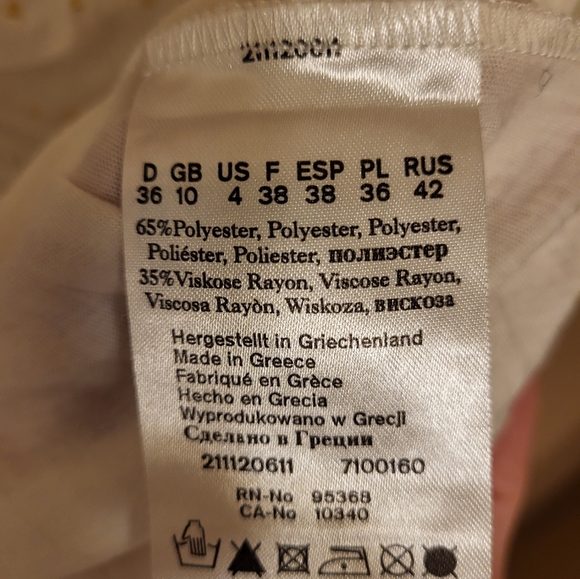 D GB US F ESP PL RUS
36 10 4 38 38 36 42
65%Polyester, Polyester, Polyester,
Poliéster, Poliester, полиэстер
35%Viskose Rayon, Viscose Rayon,
Viscosa Rayòn, Wiskoza, вискоза
Hergestellt in Griechenland
Made in Greece
Fabriqué en Grèce
Hecho en Grecia
Wyprodukowano w Grecji
Сделано в Греции
211120611 7100160
RN-No 95368
CA-No 10340